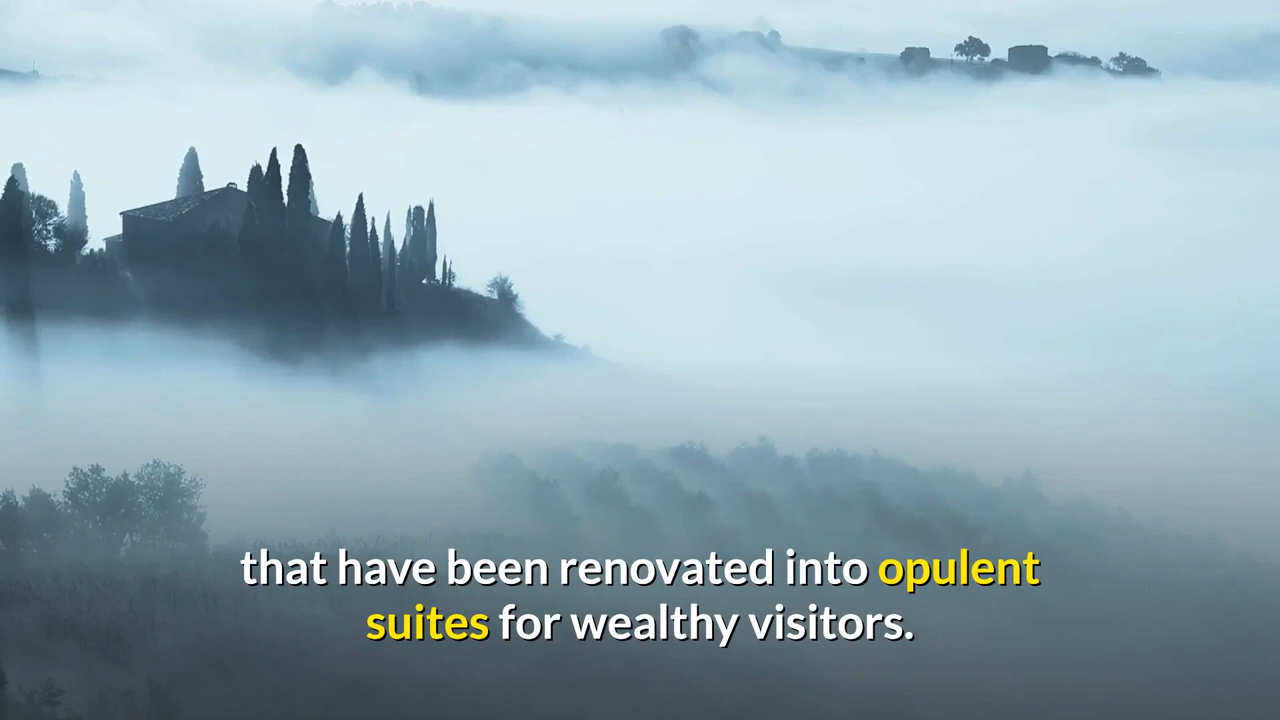 that have been renovated into opulent
suites for wealthy visitors.